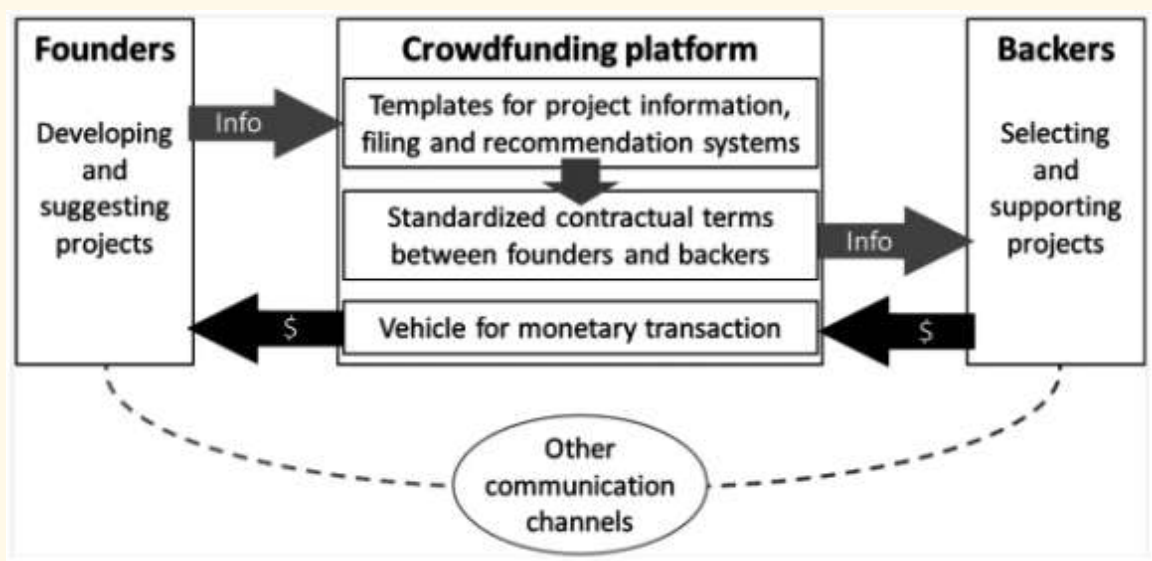 Founders
Developing
and
suggesting
projects
Info
Crowdfunding platform
Templates for project information,
filing and recommendation systems
Standardized contractual terms
between founders and backers
Vehicle for monetary transaction
Info
$
$
Backers
Selecting
and
supporting
projects
Other
communication
channels